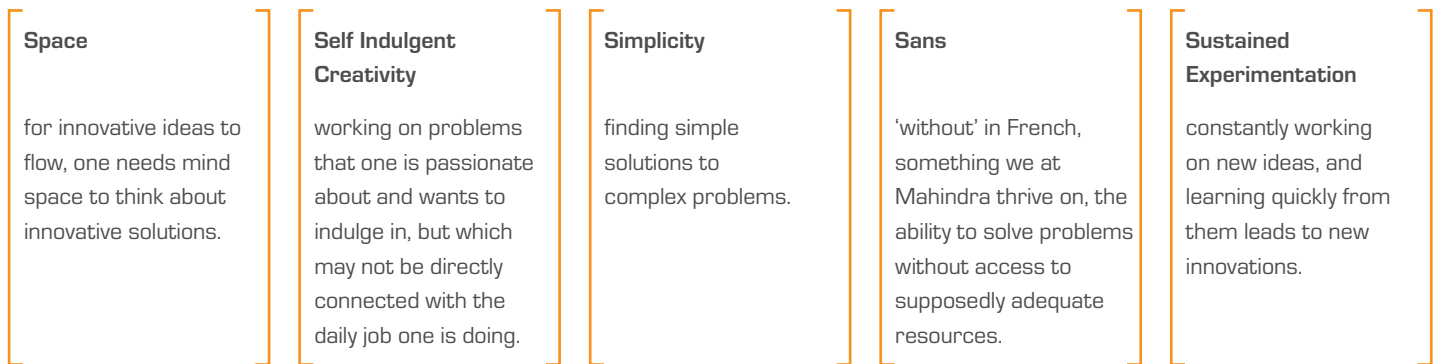 Space
for innovative ideas to
flow, one needs mind
space to think about
innovative solutions.
Self Indulgent
Creativity
working on problems
that one is passionate
about and wants to
indulge in, but which
may not be directly
connected with the
daily job one is doing.
Simplicity
finding simple
solutions to
complex problems.
Sans
‘without’ in French,
something we at
Mahindra thrive on, the
ability to solve problems
without access to
supposedly adequate
resources.
Sustained
Experimentation
constantly working
on new ideas, and
learning quickly from
them leads to new
innovations.